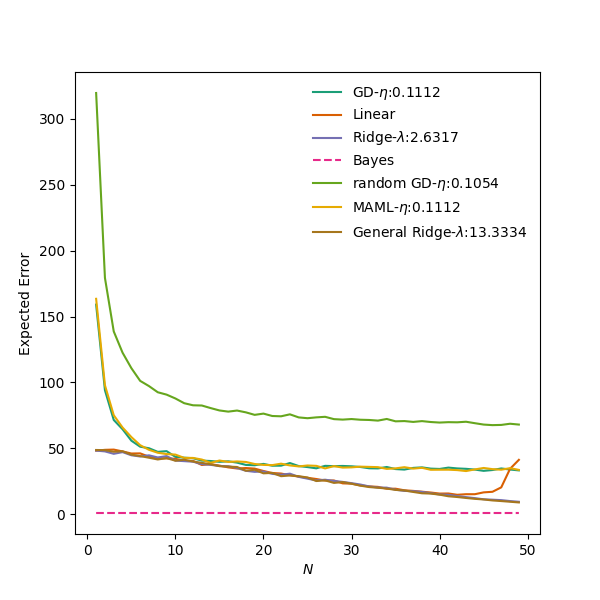 GD-η:0.1112
Linear
Ridge-λ:2.6317
Bayes
random GD-η:0.1054
MAML-η:0.1112
General Ridge-λ:13.3334
Expected Error
300
250
200
150
100
50
0
0 10 20 30 40 50
N